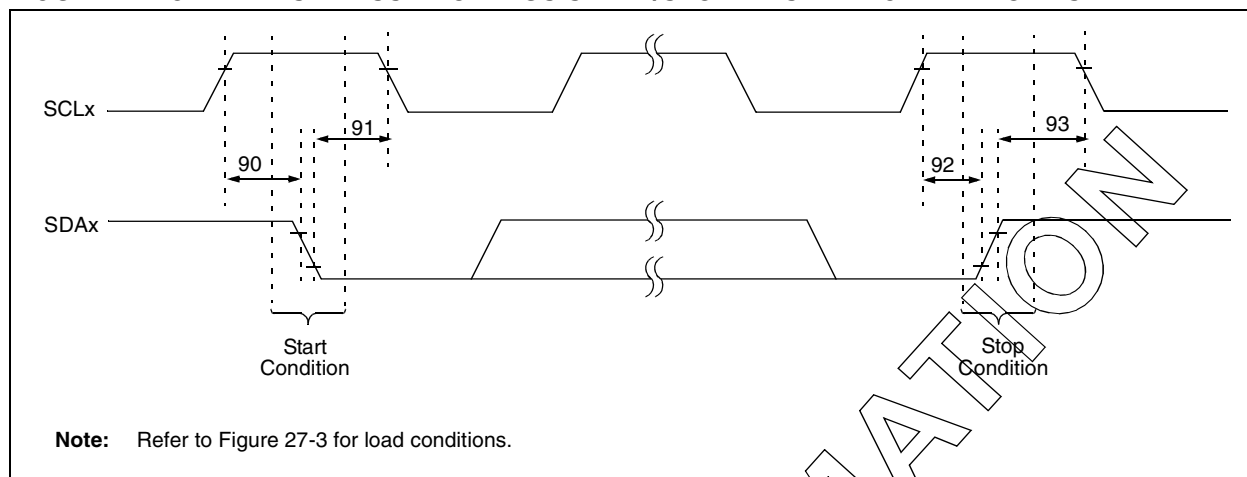 SCLx
91
93
90
92
SDAx
Start
Condition
Stop
Condition
Note: Refer to Figure 27-3 for load conditions.
MATION